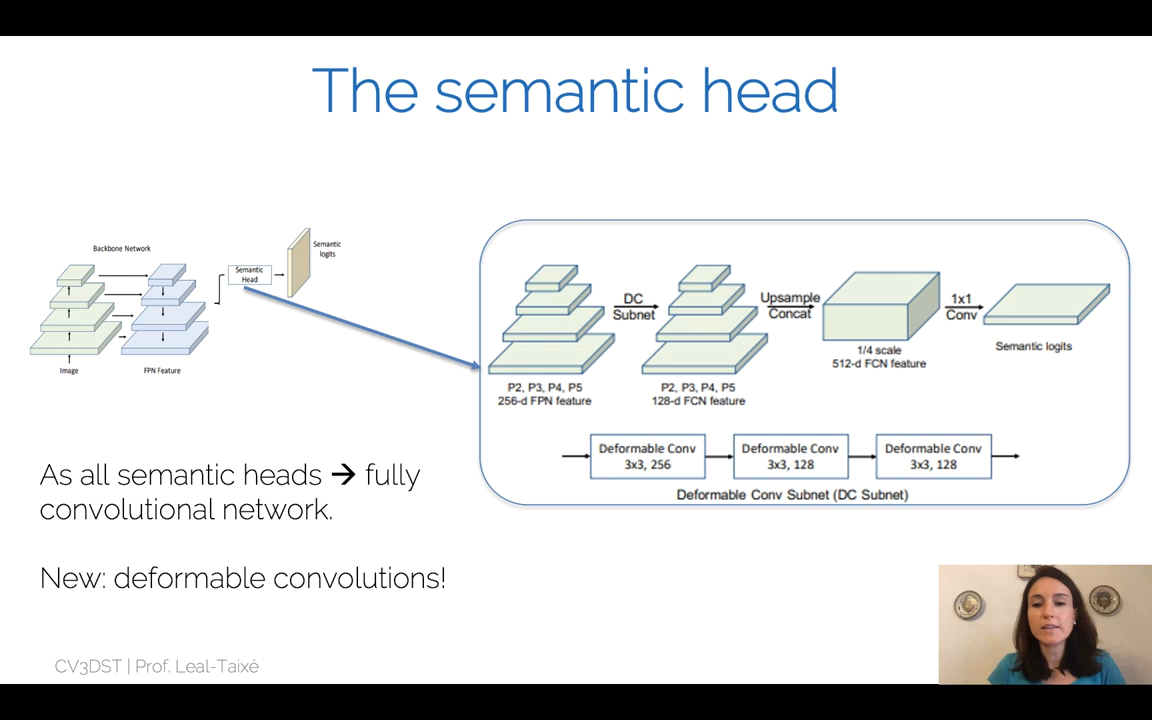 The semantic head
Backbone Network
Semantic
Head
Semantic
logits
Image
FPN Feature
DC
Subnet
Upsample
Concat
1x1
Conv
P2, P3, P4, P5
256-d FPN feature
P2, P3, P4, P5
128-d FCN feature
1/4 scale
512-d FCN feature
Semantic logits
Deformable Conv
3x3, 256
Deformable Conv
3x3, 128
Deformable Conv
3x3, 128
Deformable Conv Subnet (DC Subnet)
As all semantic heads → fully
convolutional network.
New: deformable convolutions!
CV3DST | Prof. Leal-Taixé